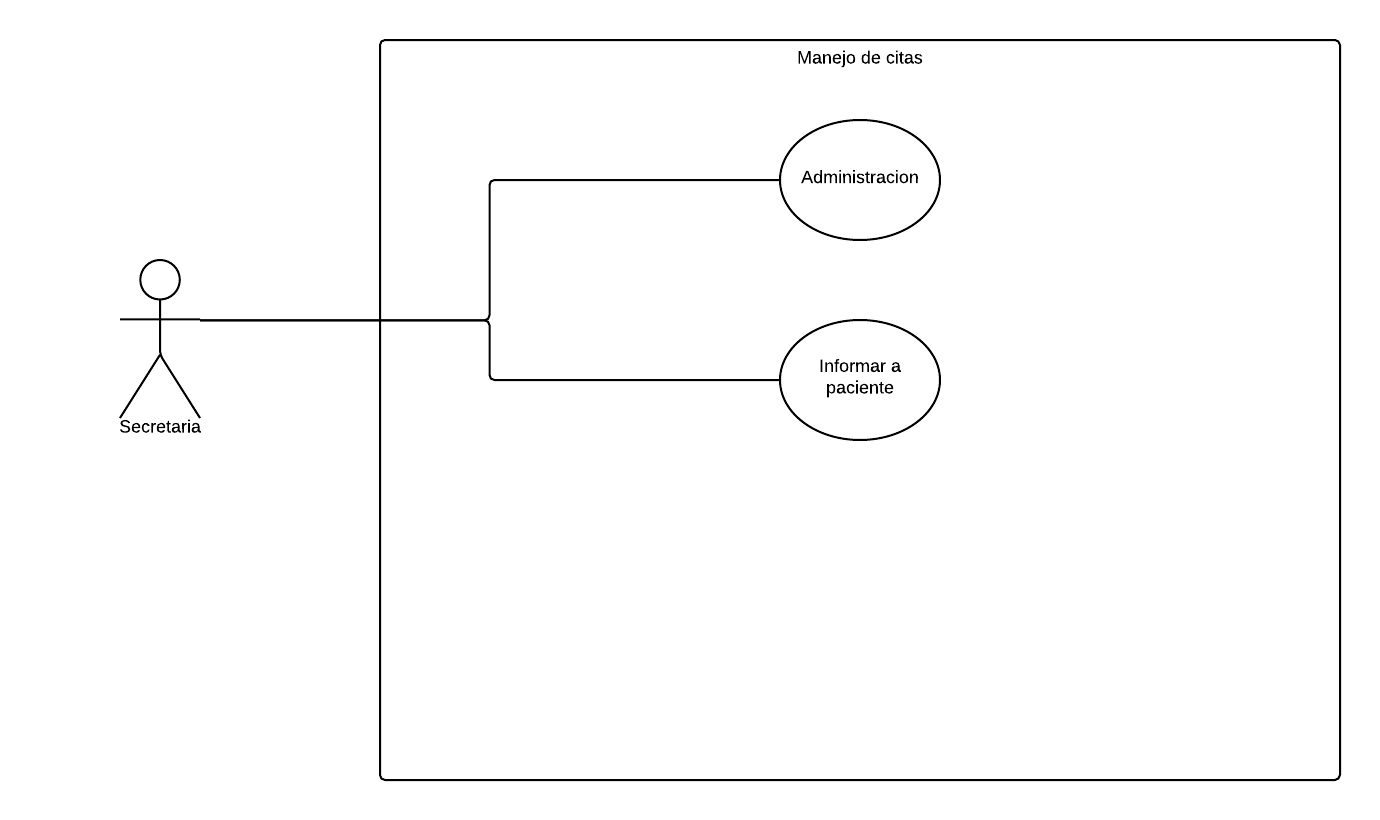 Manejo de citas
Administracion
Informar a
paciente
Secretaria